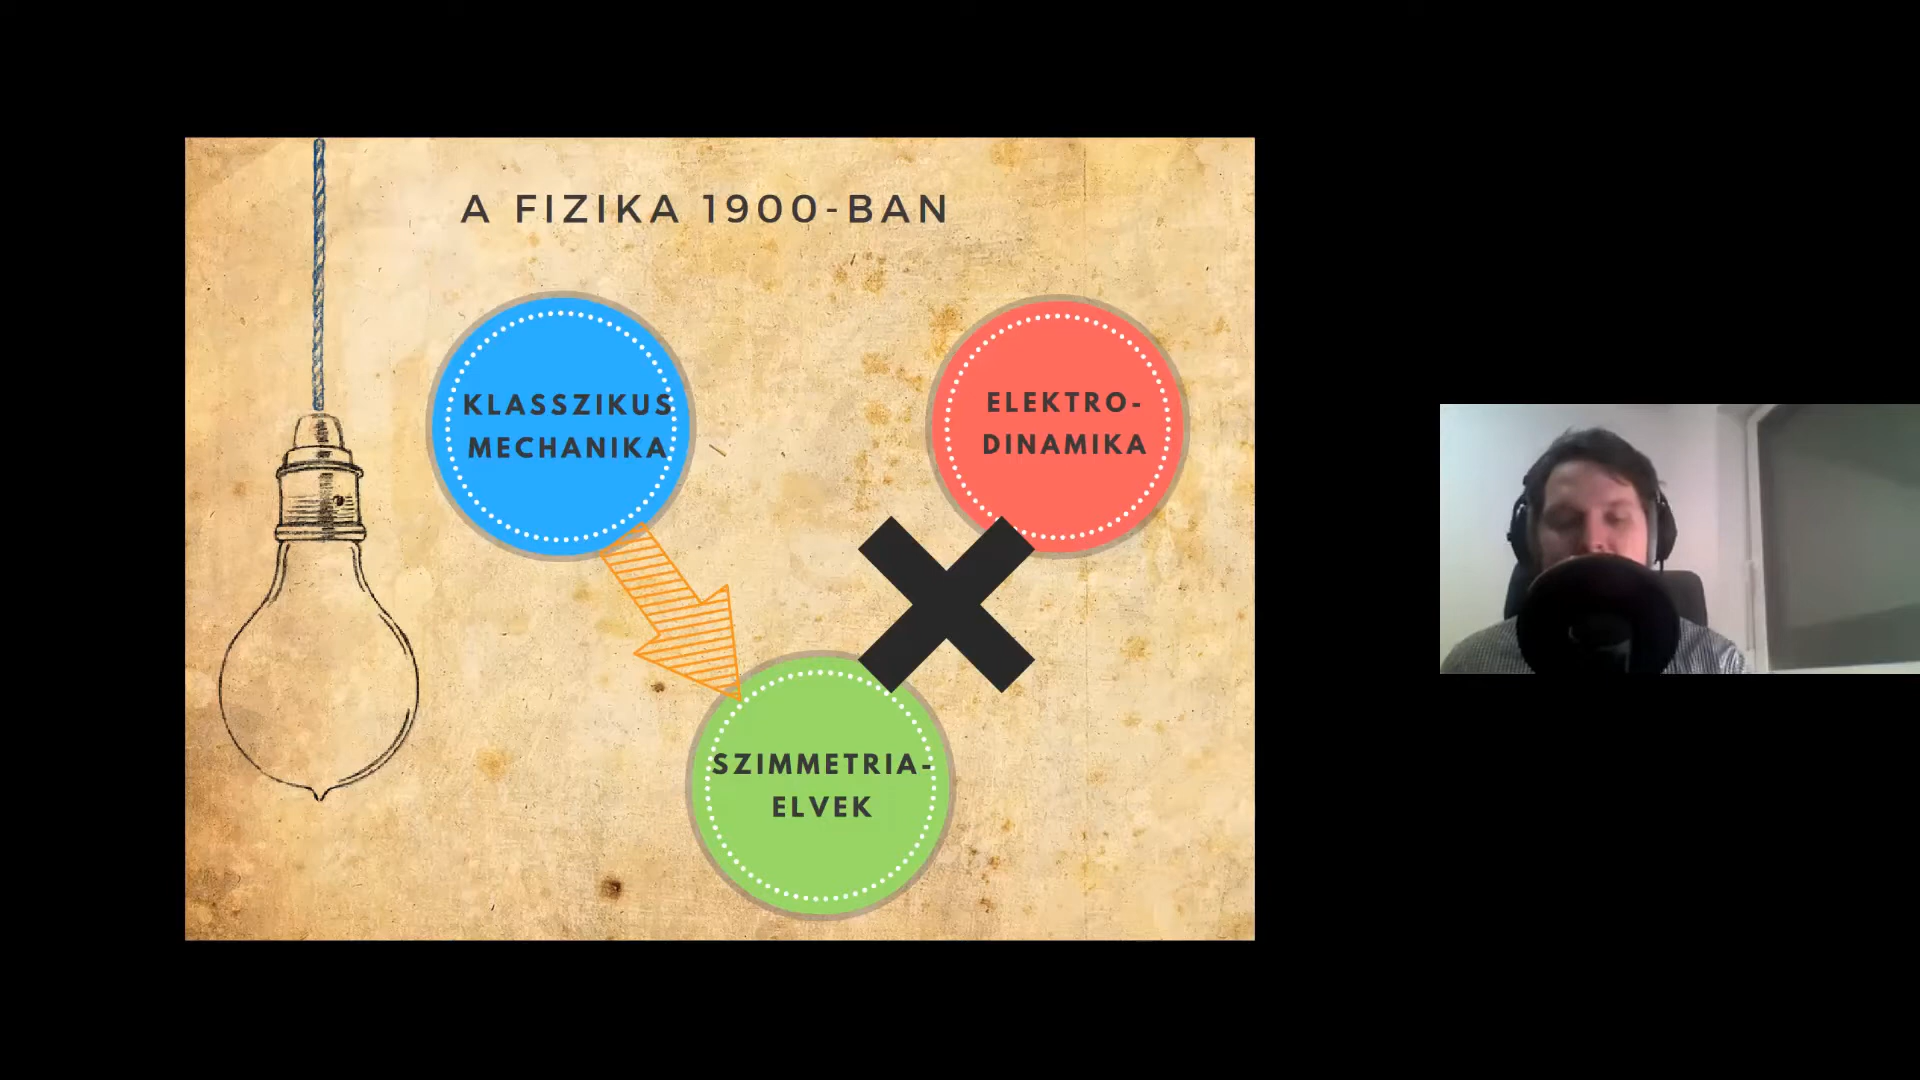 A FIZIKA 1900-BAN
KLASSZIKUS
MECHANIKA
ELEKTRO-
DINAMIKA
SZIMMETRIA-
ELVEK